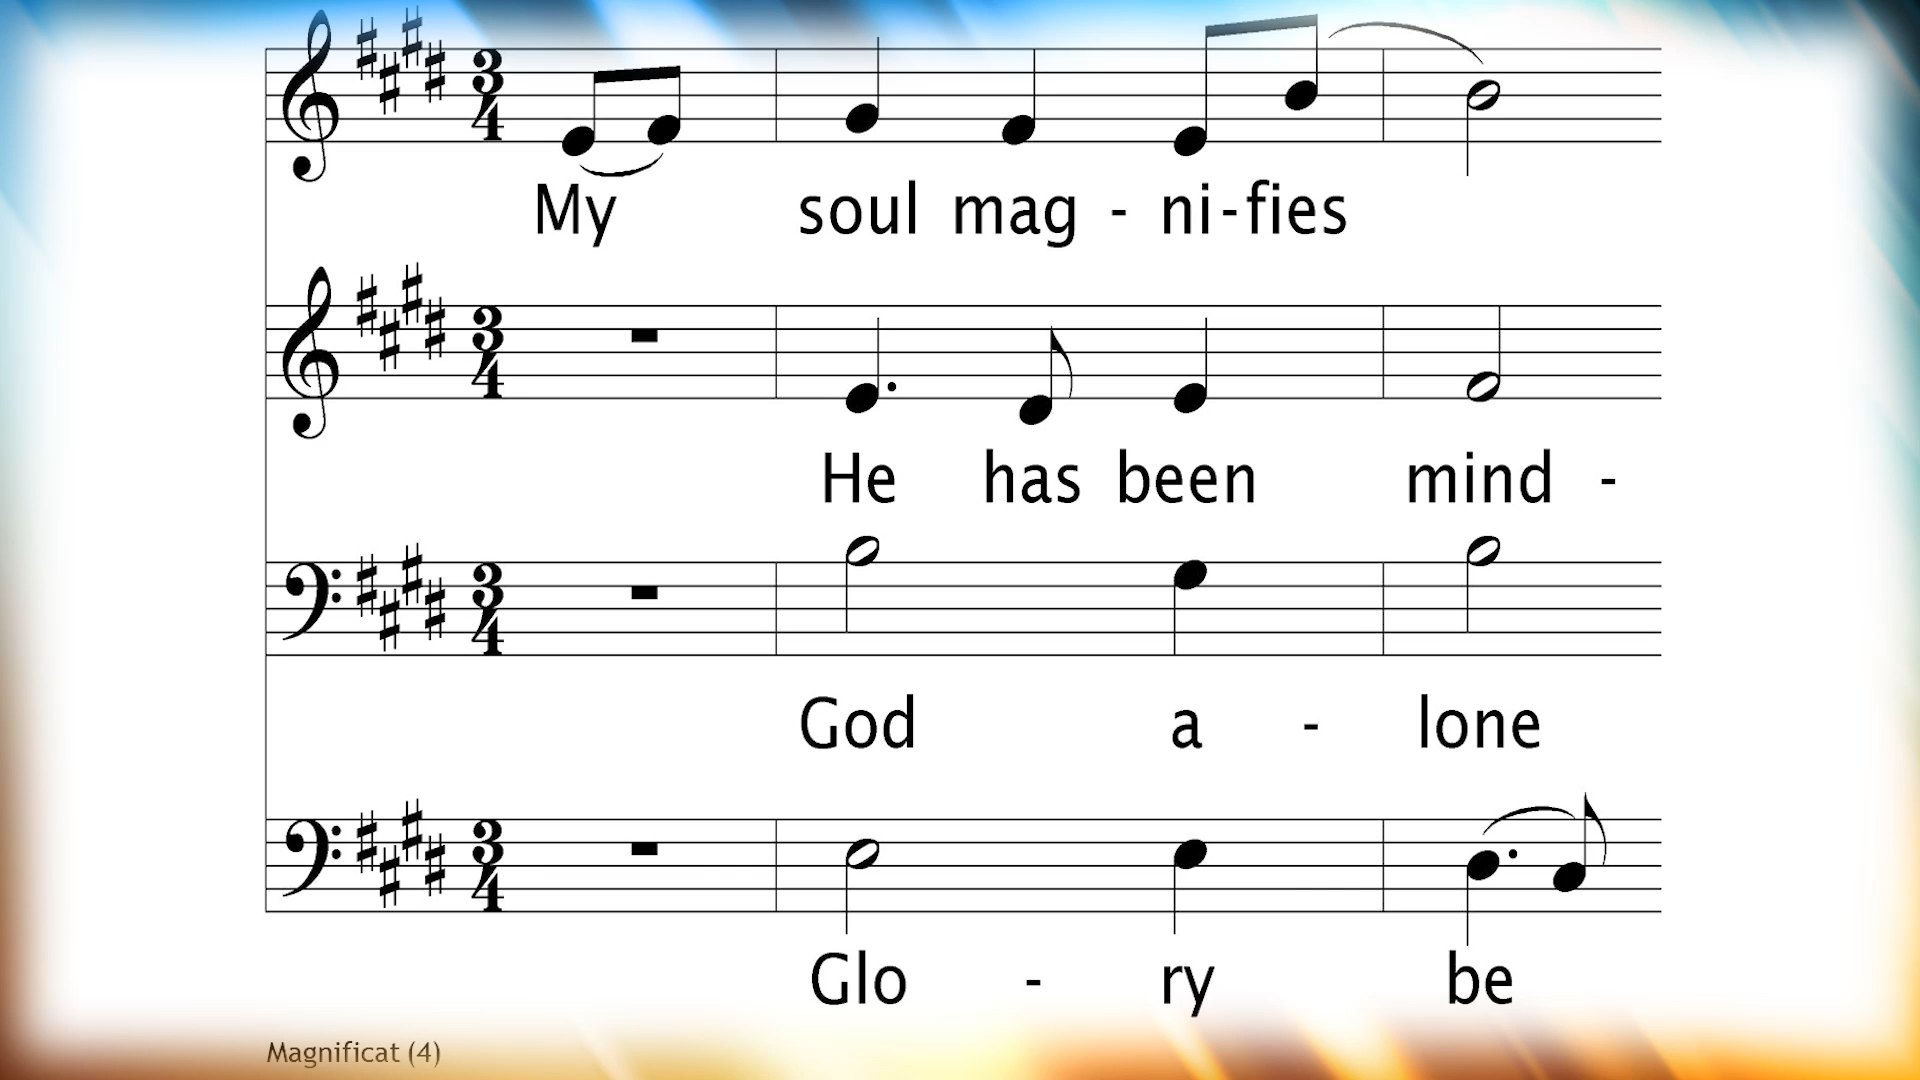 My soul mag - ni-fies
He has been mind -
God a - lone
Glo - ry be
Magnificat (4)